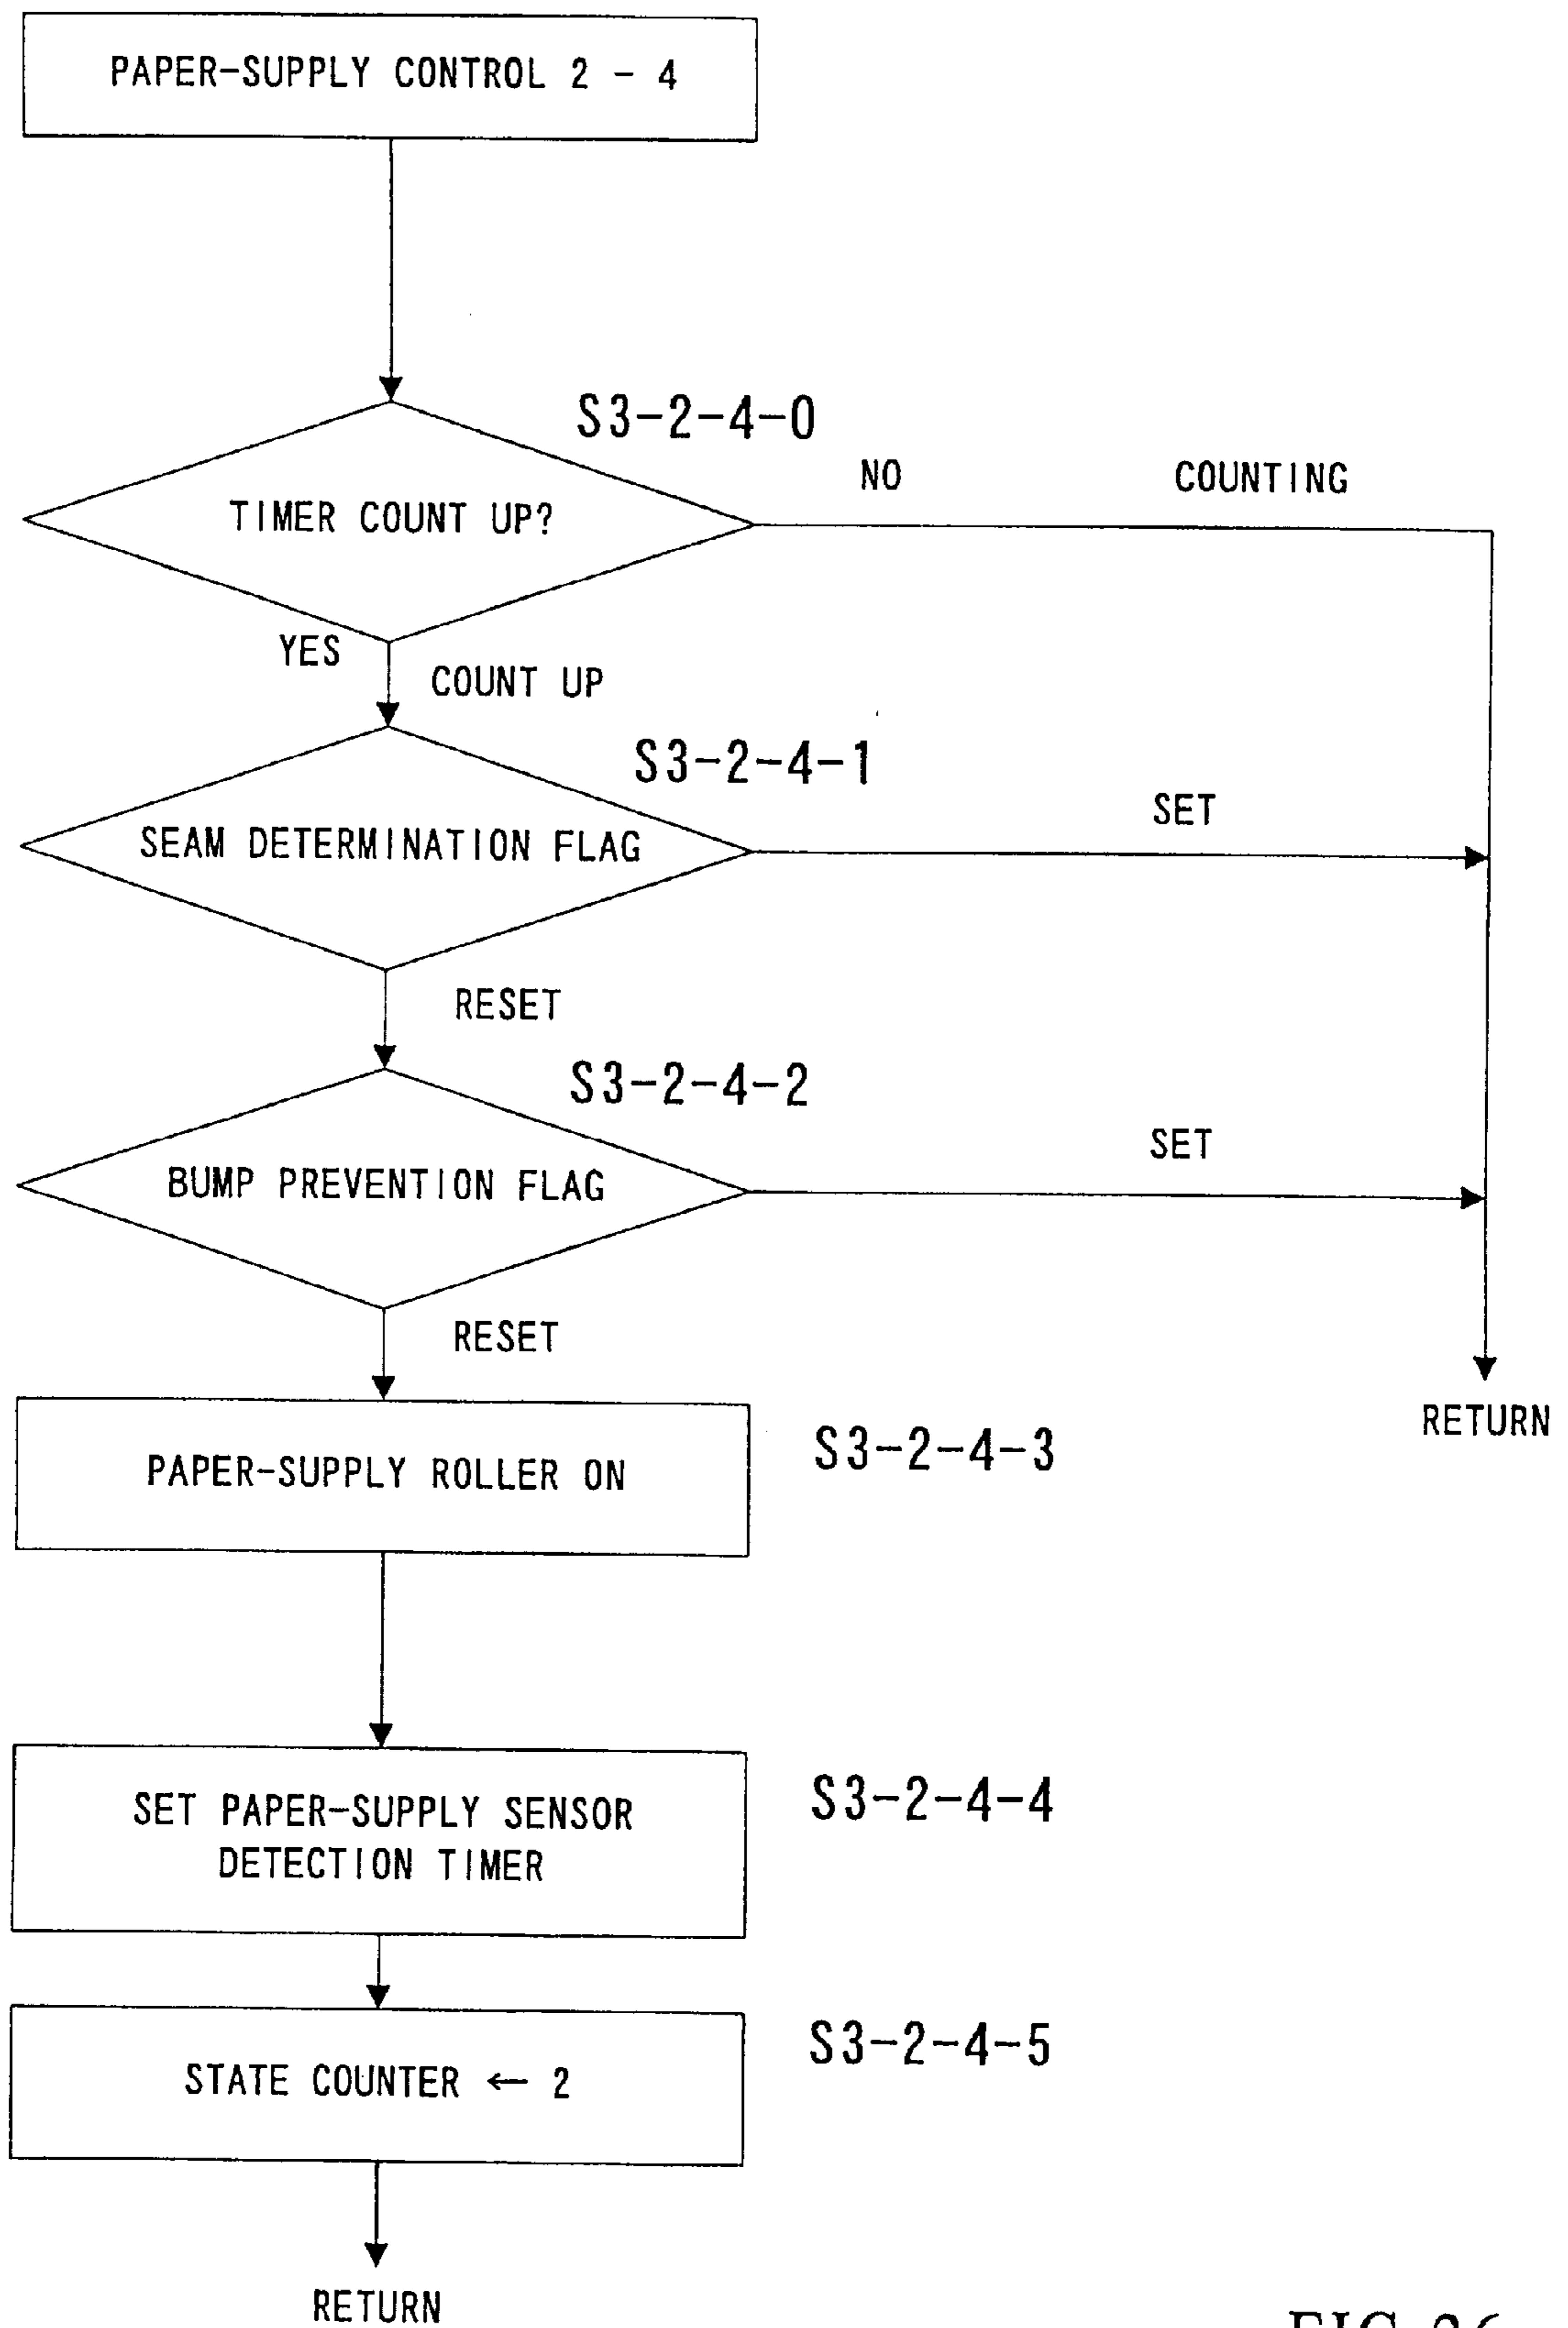 PAPER-SUPPLY CONTROL 2 - 4
S3-2-4-0
NO
COUNTING
TIMER COUNT UP?
YES
COUNT UP
S3-2-4-1
SET
SEAM DETERMINATION FLAG
RESET
S3-2-4-2
SET
BUMP PREVENTION FLAG
RESET
RETURN
S3-2-4-3
PAPER-SUPPLY ROLLER ON
S3-2-4-4
SET PAPER-SUPPLY SENSOR
DETECTION TIMER
S3-2-4-5
STATE COUNTER ← 2
RETURN